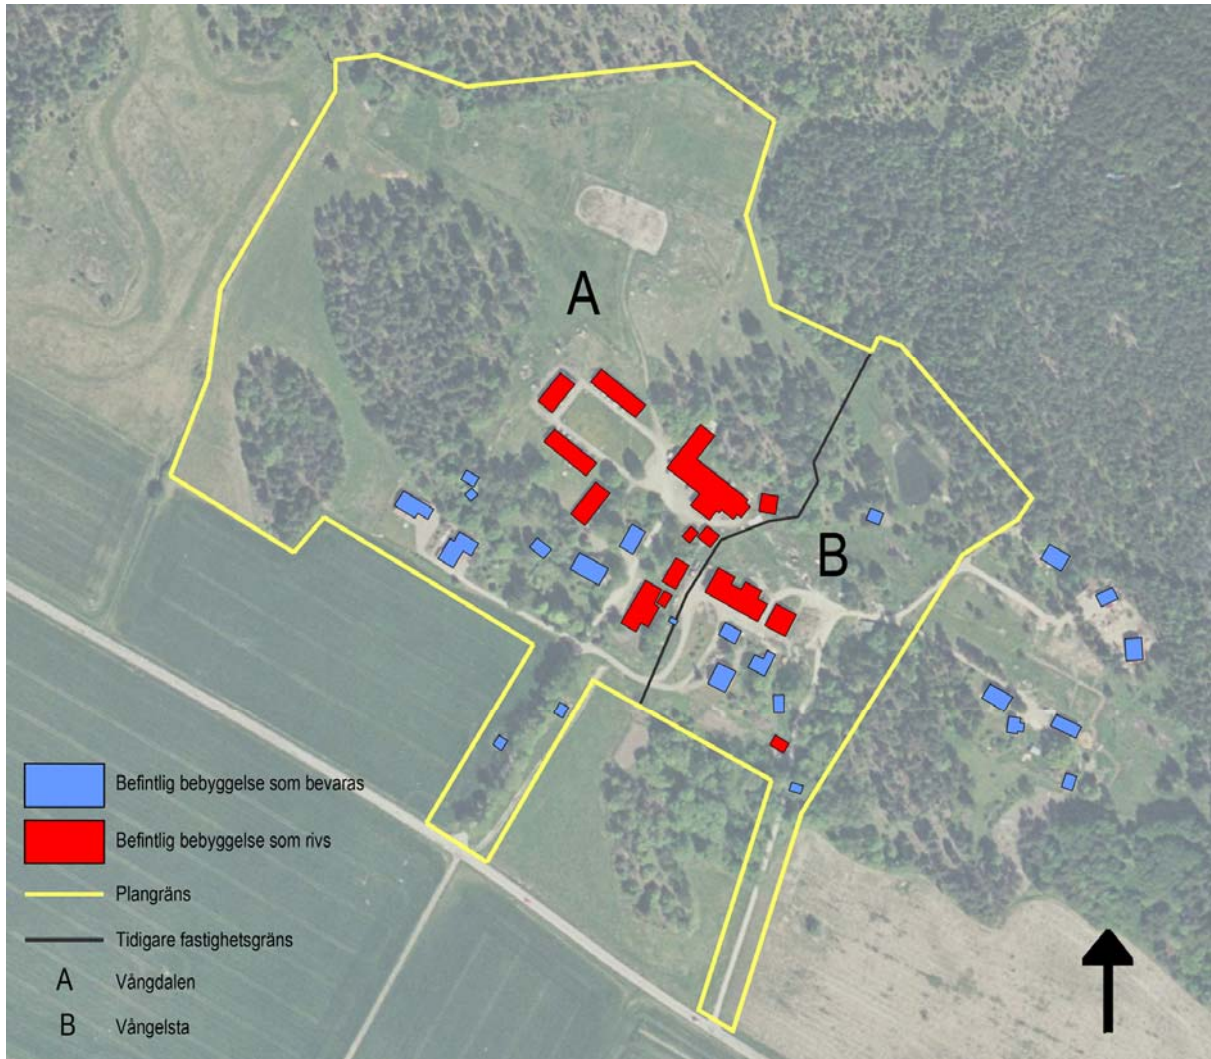 A
B
Befintlig bebyggelse som bevaras
Befintlig bebyggelse som rivs
Plangräns
Tidigare fastighetsgräns
A Vångdalen
B Vångelsta